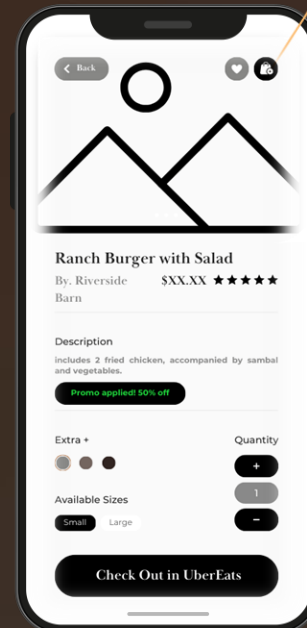 Back
Ranch Burger with Salad
By. Riverside Barn
$XX.XX
Description
includes 2 fried chicken, accompanied by sambal
and vegetables.
Promo applied! 50% off
Extra +
Quantity
+
1
-
Available Sizes
Small
Large
Check Out in UberEats